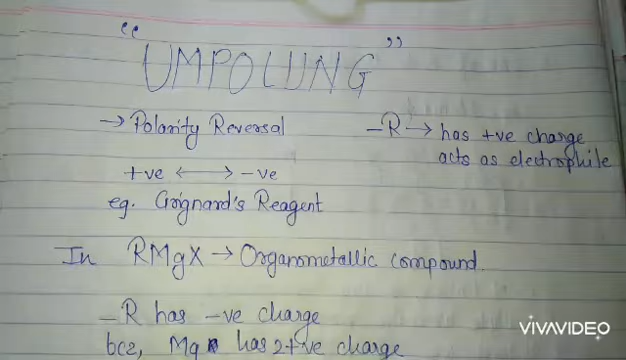 "UMPOLUNG"
→ Polarity Reversal
+ve ⟷ -ve
eg. Grignard's Reagent
-R → has +ve charge
acts as electrophile
In RMgX → Organometallic compound.
-R has -ve charge
bcz, Mg has 2+ve charge
VIVAVIDEO